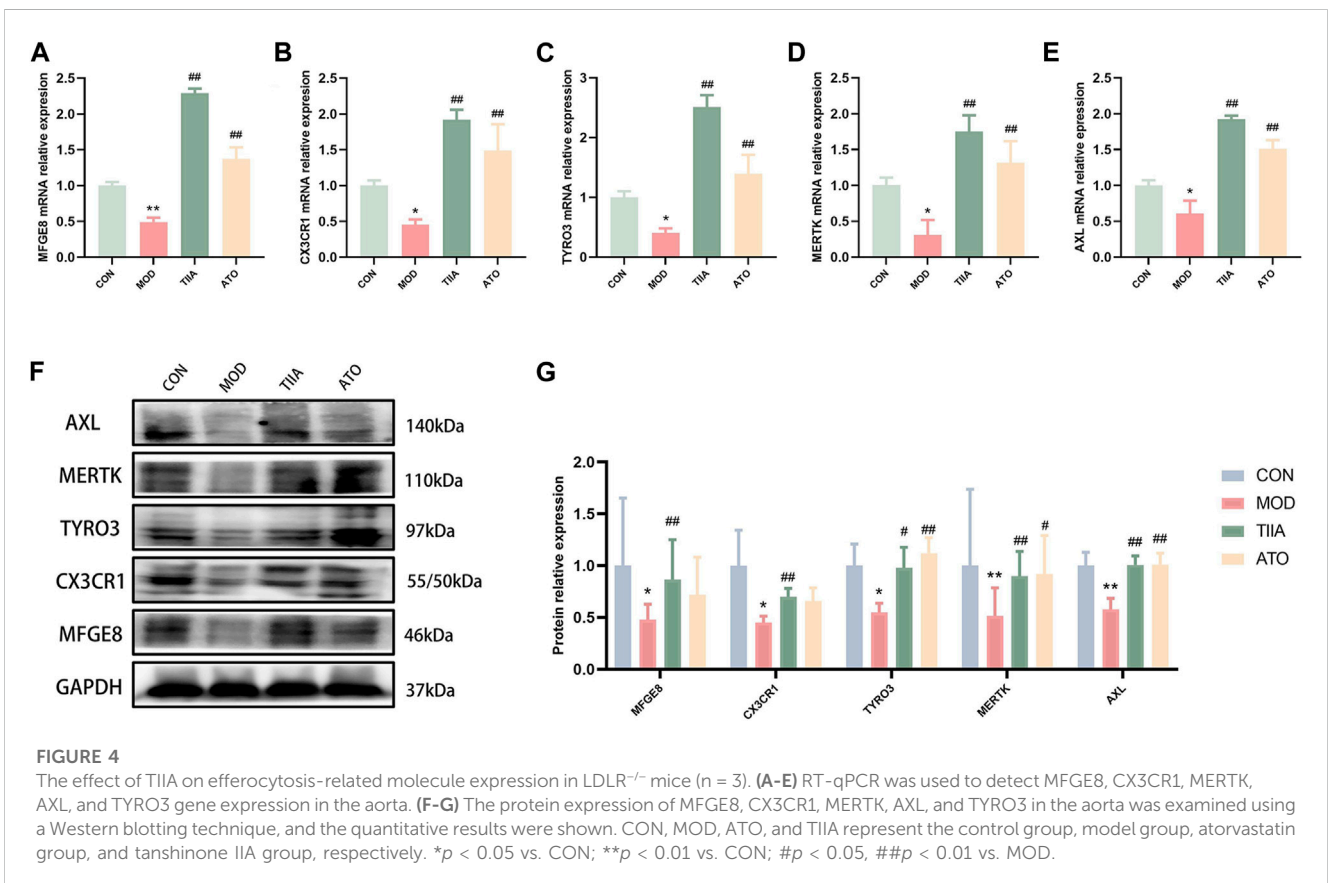 A
MFGE8 mRNA relative expresion
2.5
2.0
1.5
1.0
0.5
0.0
**
##
##
CON
MOD
TIIA
ATO
B
CX3CR1 mRNA relative expresion
2.5
2.0
1.5
1.0
0.5
0.0
*
##
##
CON
MOD
TIIA
ATO
C
TYRO3 mRNA relative expresion
3
2
1
0
*
##
##
CON
MOD
TIIA
ATO
D
MERTK mRNA relative expresion
2.5
2.0
1.5
1.0
0.5
0.0
*
##
##
CON
MOD
TIIA
ATO
E
AXL mRNA relative epression
2.5
2.0
1.5
1.0
0.5
0.0
*
##
##
CON
MOD
TIIA
ATO
F
CON
MOD
TIIA
ATO
AXL 140kDa
MERTK 110kDa
TYRO3 97kDa
CX3CR1 55/50kDa
MFGE8 46kDa
GAPDH 37kDa
G
Protein relative expression
2.0
1.5
1.0
0.5
0.0
*
##
*
##
*
#
##
**
##
#
**
##
##
MFGE8
CX3CR1
TYRO3
MERTK
AXL
CON
MOD
TIIA
ATO
FIGURE 4
The effect of TIIA on efferocytosis-related molecule expression in LDLR−/− mice (n = 3). (A-E) RT-qPCR was used to detect MFGE8, CX3CR1, MERTK,
AXL, and TYRO3 gene expression in the aorta. (F-G) The protein expression of MFGE8, CX3CR1, MERTK, AXL, and TYRO3 in the aorta was examined using
a Western blotting technique, and the quantitative results were shown. CON, MOD, ATO, and TIIA represent the control group, model group, atorvastatin
group, and tanshinone IIA group, respectively. *p < 0.05 vs. CON; **p < 0.01 vs. CON; #p < 0.05, ##p < 0.01 vs. MOD.